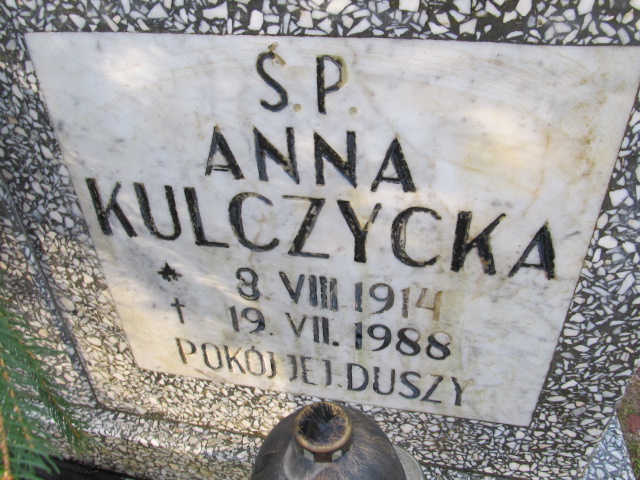 Ś.P.
ANNA
KULCZYCKA
* 8 VIII 1914
† 19. VII. 1988
POKÓJ JEJ DUSZY